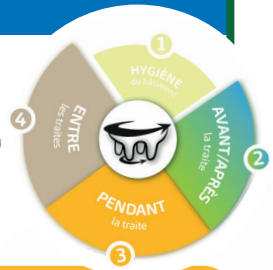 1
HYGIÈNE
du bâtiment
2
AVANT/APRÈS
la traite
3
PENDANT
la traite
4
ENTRE
les traites